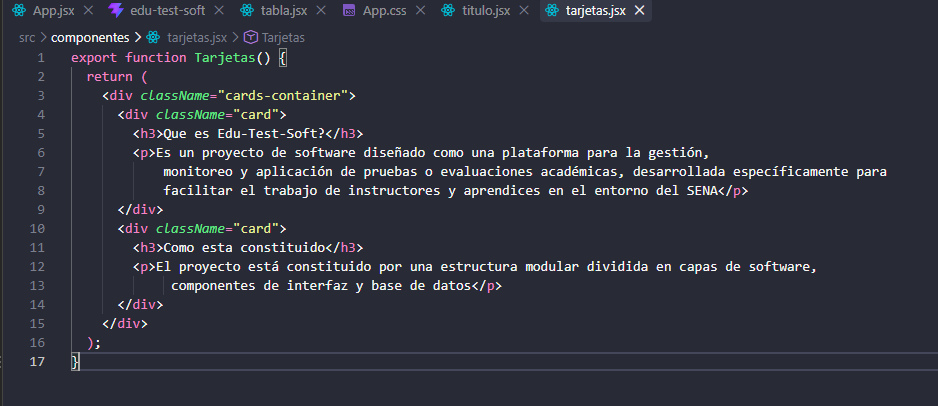 App.jsx edu-test-soft tabla.jsx App.css titulo.jsx tarjetas.jsx
src > componentes > tarjetas.jsx > Tarjetas
1 export function Tarjetas() {
2 return (
3 <div className="cards-container">
4 <div className="card">
5 <h3>Que es Edu-Test-Soft?</h3>
6 <p>Es un proyecto de software diseñado como una plataforma para la gestión,
7 monitoreo y aplicación de pruebas o evaluaciones académicas, desarrollada específicamente para
8 facilitar el trabajo de instructores y aprendices en el entorno del SENA</p>
9 </div>
10 <div className="card">
11 <h3>Como esta constituido</h3>
12 <p>El proyecto está constituido por una estructura modular dividida en capas de software,
13 componentes de interfaz y base de datos</p>
14 </div>
15 </div>
16 );
17 }